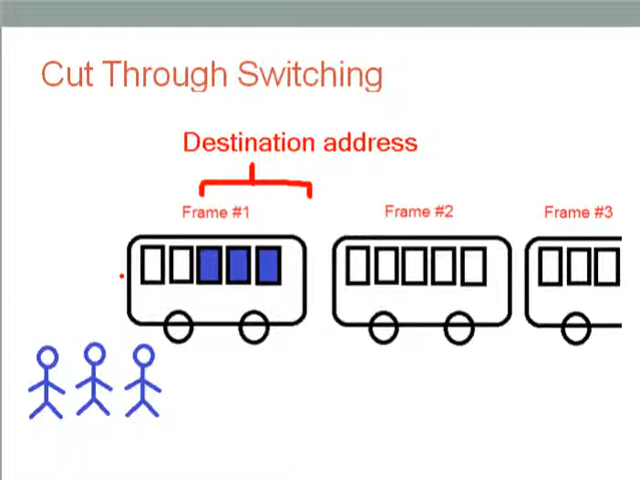 Cut Through Switching
Destination address
Frame #1
Frame #2
Frame #3